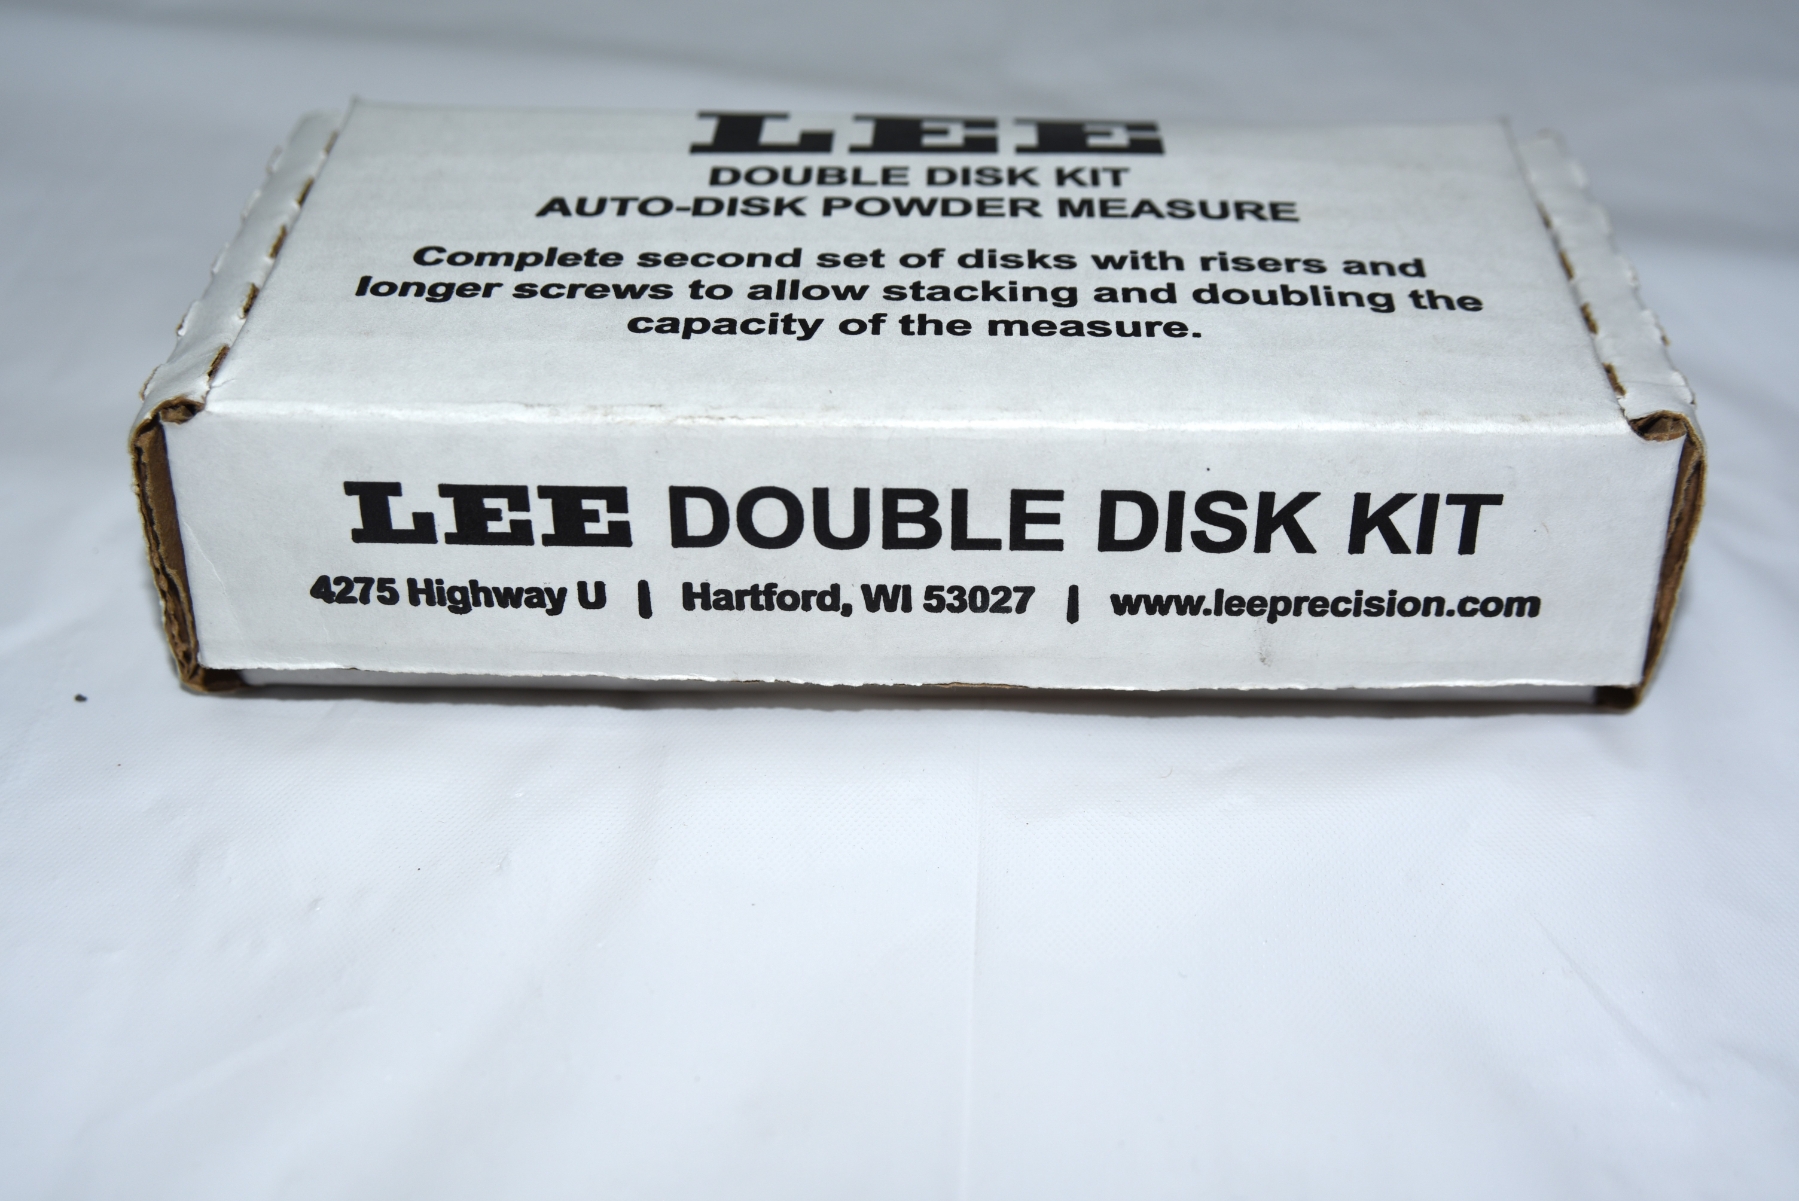 LEE
DOUBLE DISK KIT
AUTO-DISK POWDER MEASURE
Complete second set of disks with risers and
longer screws to allow stacking and doubling the
capacity of the measure.
LEE DOUBLE DISK KIT
4275 Highway U | Hartford, WI 53027 | www.leeprecision.com